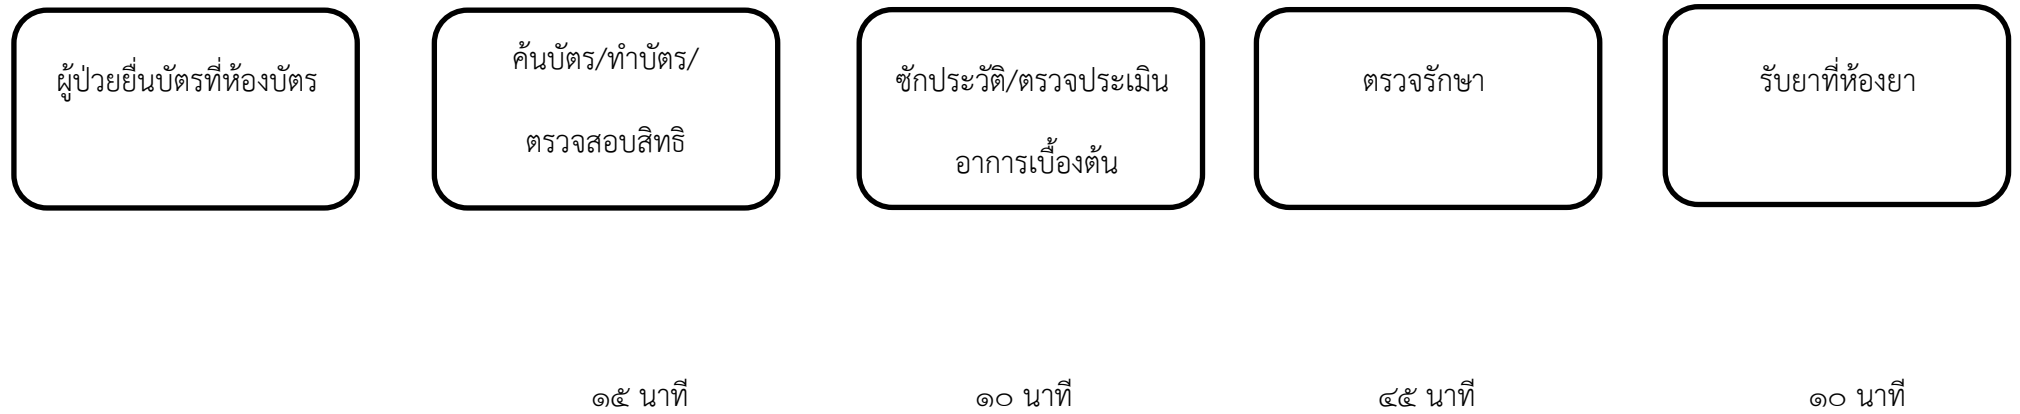 ผู้ป่วยยื่นบัตรที่ห้องบัตร
ค้นบัตร/ทำบัตร/
ตรวจสอบสิทธิ
ซักประวัติ/ตรวจประเมิน
อาการเบื้องต้น
ตรวจรักษา
รับยาที่ห้องยา
๑๕ นาที
๑๐ นาที
๔๕ นาที
๑๐ นาที